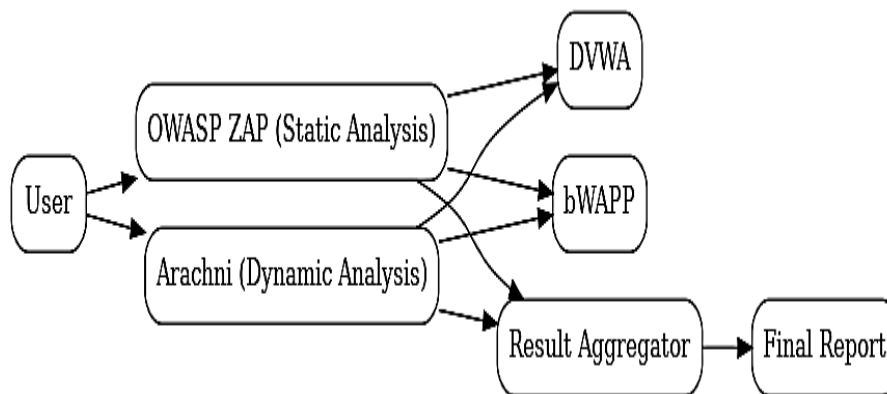 DVWA
OWASP ZAP (Static Analysis)
User
bWAPP
Arachni (Dynamic Analysis)
Result Aggregator
Final Report